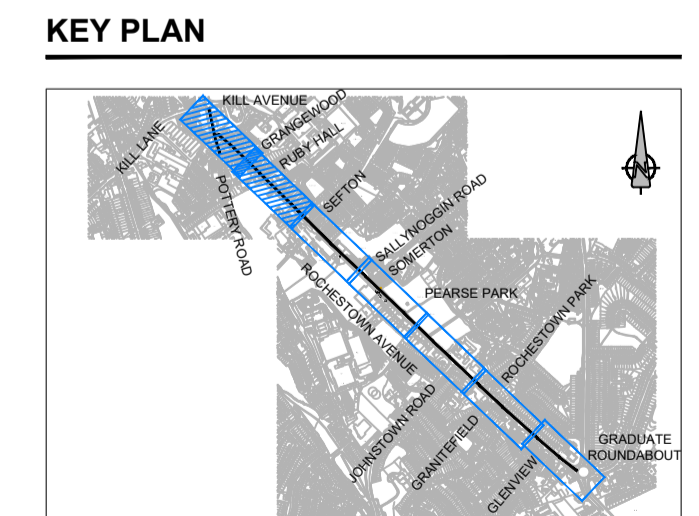 KEY PLAN
KILL AVENUE
GRANGEWOOD
KILL LANE
RUBY HALL
POTTERY ROAD
SEFTON
SALLYNOGGIN ROAD
SOMERTON
ROCHESTOWN AVENUE
PEARSE PARK
ROCHESTOWN PARK
JOHNSTOWN ROAD
GRANITEFIELD
GLENVIEW
GRADUATE
ROUNDABOUT